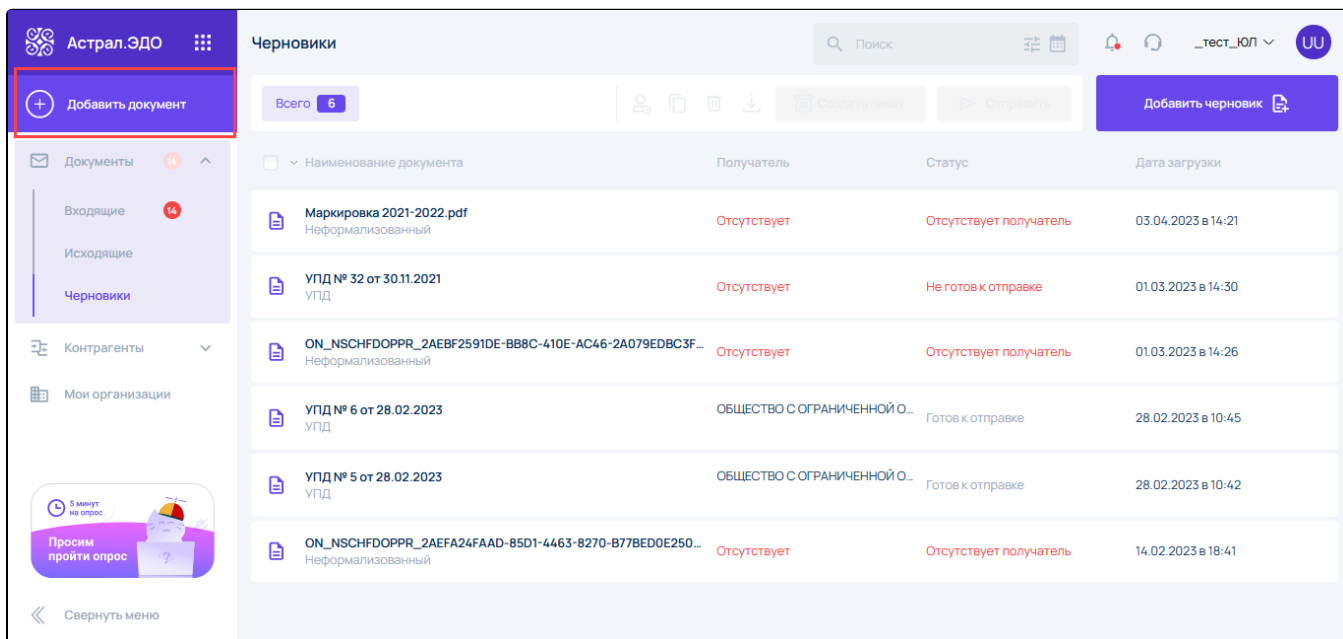 Астрал.ЭДО
Черновики
Поиск
_тест_ЮЛ
UU
Добавить документ
Всего 6
Создать пакет
Отправить
Добавить черновик
Документы 14
Наименование документа
Получатель
Статус
Дата загрузки
Входящие 14
Исходящие
Черновики
Контрагенты
Мои организации
Маркировка 2021-2022.pdf
Неформализованный
Отсутствует
Отсутствует получатель
03.04.2023 в 14:21
УПД № 32 от 30.11.2021
УПД
Отсутствует
Не готов к отправке
01.03.2023 в 14:30
ON_NSCHFDOPPR_2AEBF2591DE-BB8C-410E-AC46-2A079EDBC3F...
Неформализованный
Отсутствует
Отсутствует получатель
01.03.2023 в 14:26
УПД № 6 от 28.02.2023
УПД
ОБЩЕСТВО С ОГРАНИЧЕННОЙ О...
Готов к отправке
28.02.2023 в 10:45
УПД № 5 от 28.02.2023
УПД
ОБЩЕСТВО С ОГРАНИЧЕННОЙ О...
Готов к отправке
28.02.2023 в 10:42
ON_NSCHFDOPPR_2AEFA24FAAD-85D1-4463-8270-B77BED0E250...
Неформализованный
Отсутствует
Отсутствует получатель
14.02.2023 в 18:41
5 минут
на опрос
Просим
пройти опрос
?
Свернуть меню